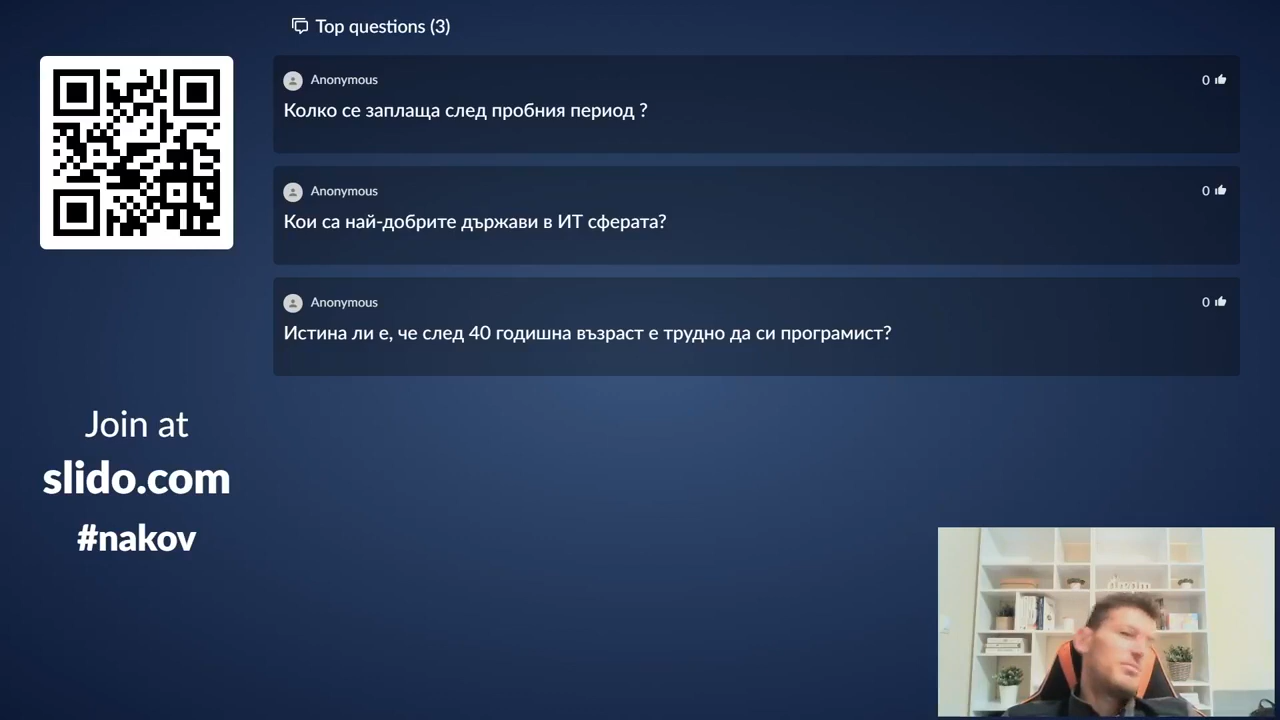 Top questions (3)
Anonymous
0
Колко се заплаща след пробния период ?
Anonymous
0
Кои са най-добрите държави в ИТ сферата?
Anonymous
0
Истина ли е, че след 40 годишна възраст е трудно да си програмист?
Join at
slido.com
#nakov
dream